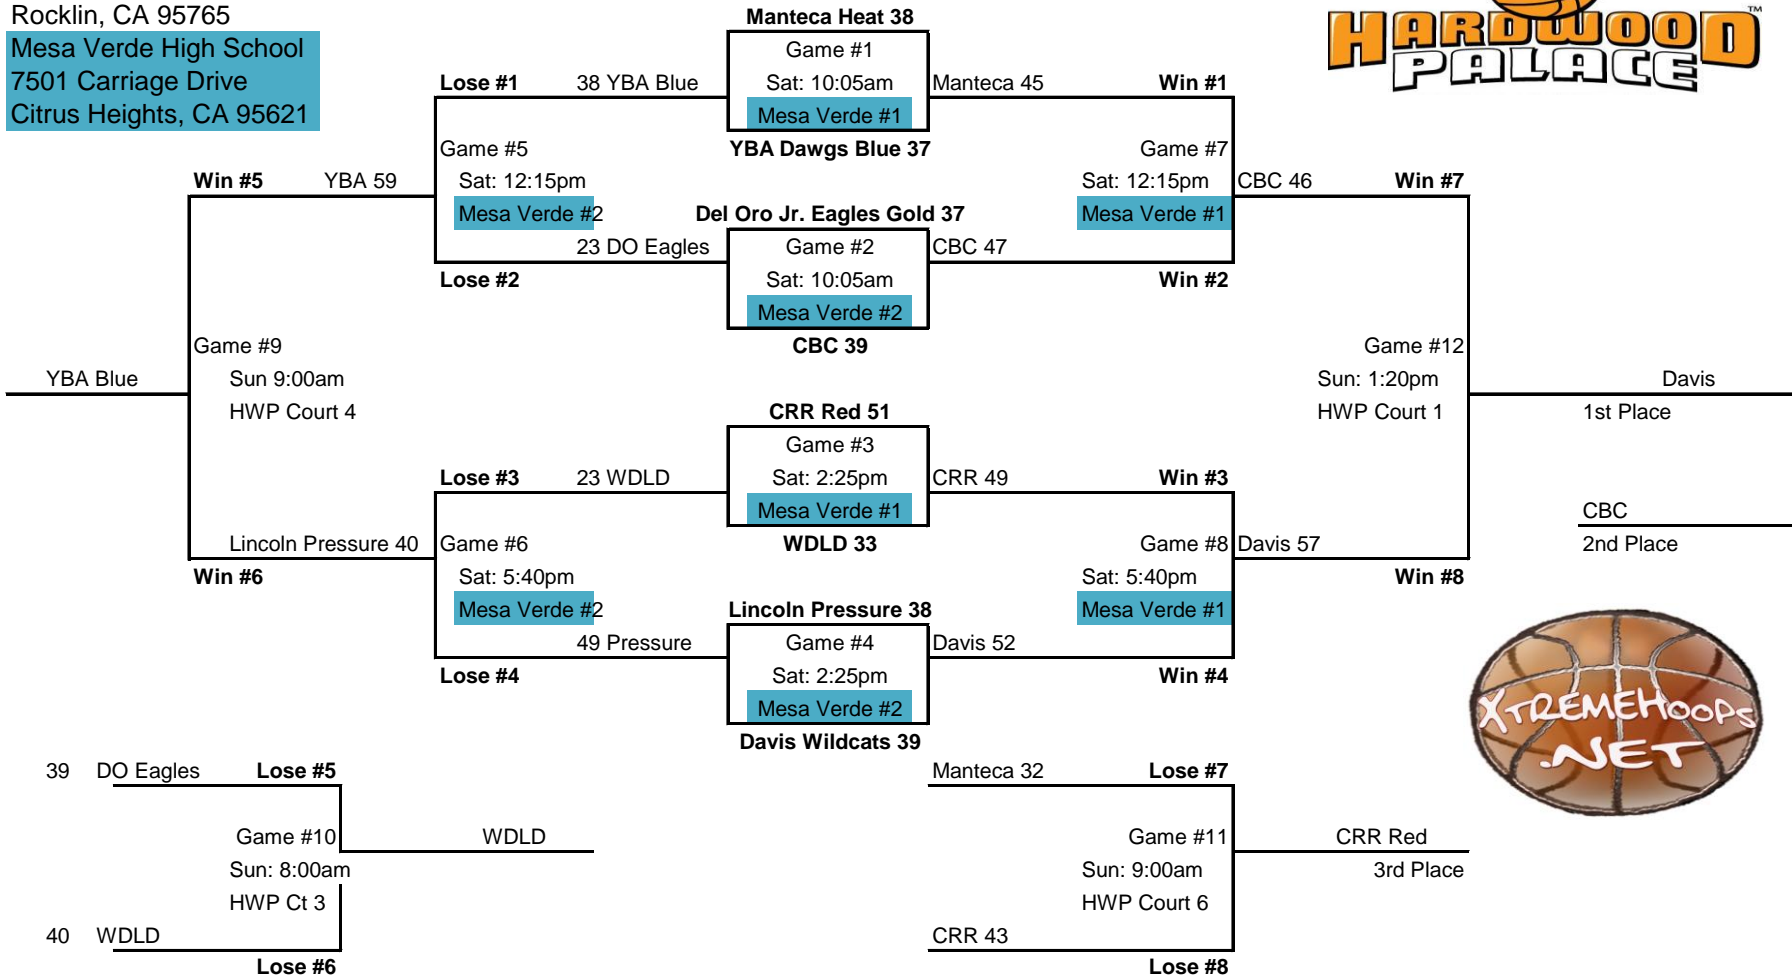 Rocklin, CA 95765
Mesa Verde High School
7501 Carriage Drive
Citrus Heights, CA 95621
HARDWOOD
PALACE
TM
Manteca Heat 38
Game #1
Lose #1
38 YBA Blue
Sat: 10:05am
Manteca 45
Win #1
Mesa Verde #1
Game #5
YBA Dawgs Blue 37
Game #7
Win #5
YBA 59
Sat: 12:15pm
Sat: 12:15pm
CBC 46
Win #7
Mesa Verde #2
Del Oro Jr. Eagles Gold 37
Mesa Verde #1
23 DO Eagles
Game #2
CBC 47
Lose #2
Sat: 10:05am
Win #2
Mesa Verde #2
Game #9
CBC 39
Game #12
YBA Blue
Sun 9:00am
Sun: 1:20pm
Davis
HWP Court 4
CRR Red 51
HWP Court 1
1st Place
Game #3
Lose #3
23 WDLD
Sat: 2:25pm
CRR 49
Win #3
Mesa Verde #1
CBC
Lincoln Pressure 40
Game #6
WDLD 33
Game #8
Davis 57
2nd Place
Win #6
Sat: 5:40pm
Sat: 5:40pm
Win #8
Mesa Verde #2
Lincoln Pressure 38
Mesa Verde #1
49 Pressure
Game #4
Davis 52
Lose #4
Sat: 2:25pm
Win #4
Mesa Verde #2
XTREMEHOOPS
.NET
Davis Wildcats 39
39
DO Eagles
Lose #5
Manteca 32
Lose #7
Game #10
WDLD
Game #11
CRR Red
Sun: 8:00am
Sun: 9:00am
3rd Place
HWP Ct 3
HWP Court 6
40
WDLD
CRR 43
Lose #6
Lose #8